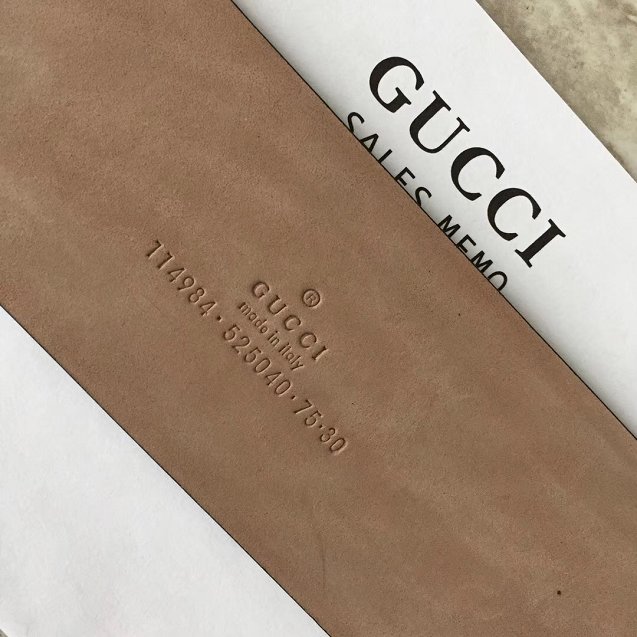 GUCCI
SALES MEMO
®
GUCCI
made in italy
114984 · 525040 · 75·30